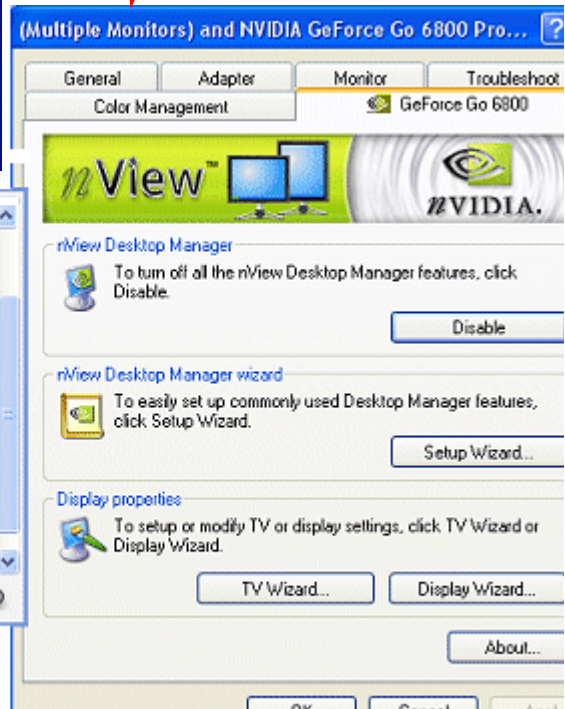 (Multiple Monitors) and NVIDIA GeForce Go 6800 Pro... ?
General Adapter Monitor Troubleshoot
Color Management GeForce Go 6800
nView™ nVIDIA.
nView Desktop Manager
To turn off all the nView Desktop Manager features, click
Disable.
Disable
nView Desktop Manager wizard
To easily set up commonly used Desktop Manager features,
click Setup Wizard.
Setup Wizard...
Display properties
To setup or modify TV or display settings, click TV Wizard or
Display Wizard.
TV Wizard... Display Wizard...
About...